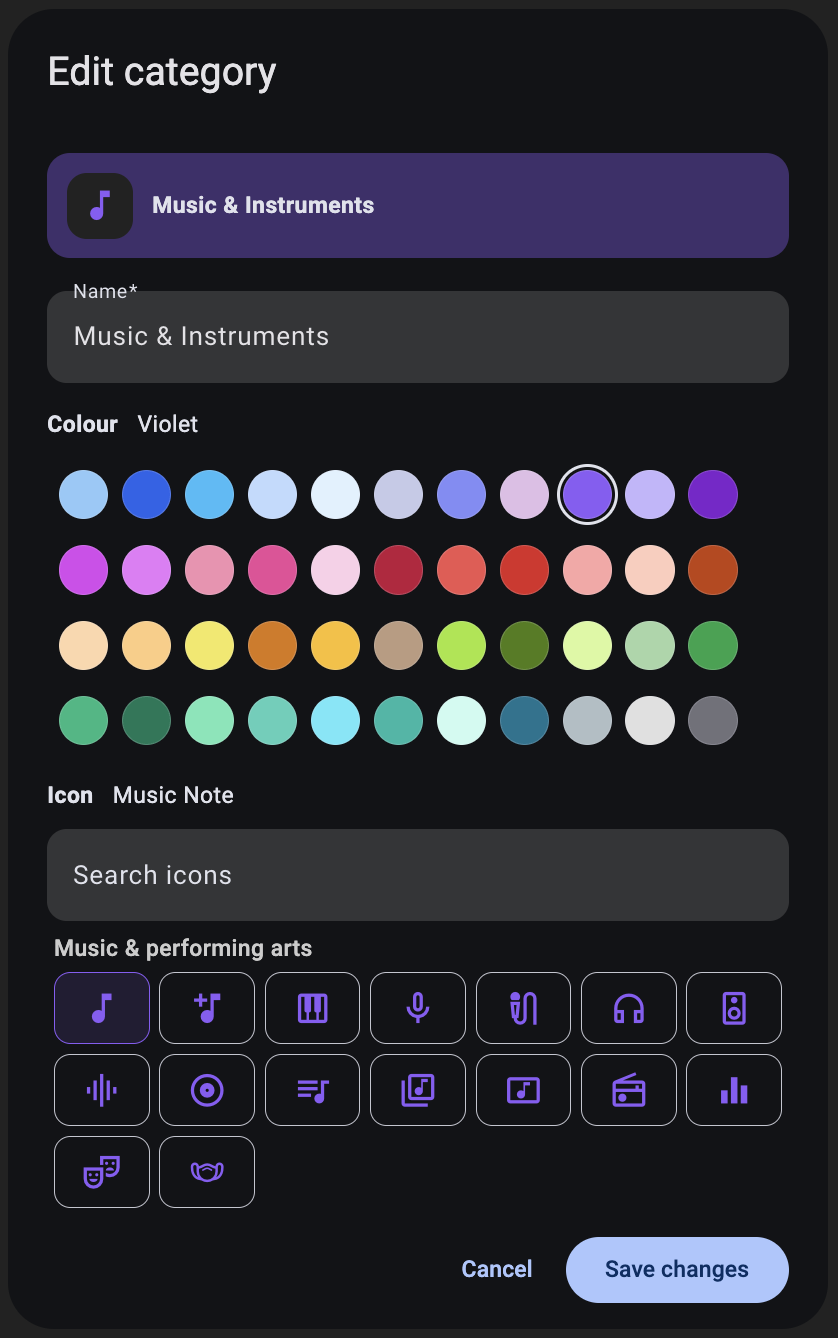 Edit category
Music & Instruments
Name*
Music & Instruments
Colour Violet
Icon Music Note
Search icons
Music & performing arts
Cancel Save changes